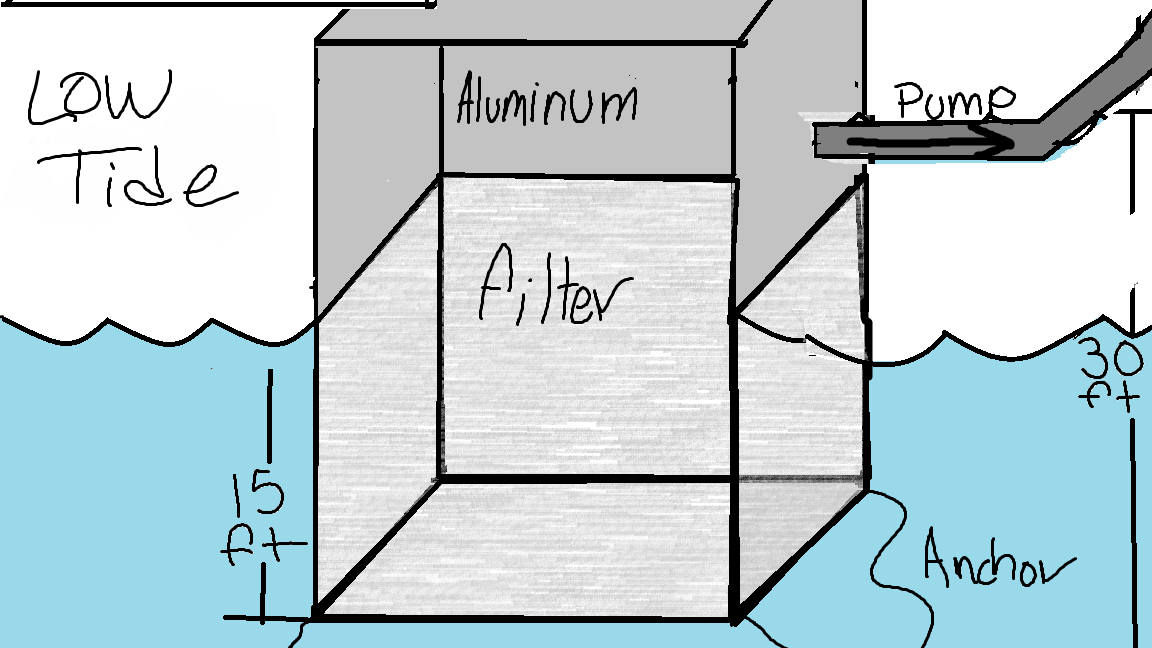 LOW
Tide
Aluminum
Pump
Filter
30
ft
15
ft
Anchor